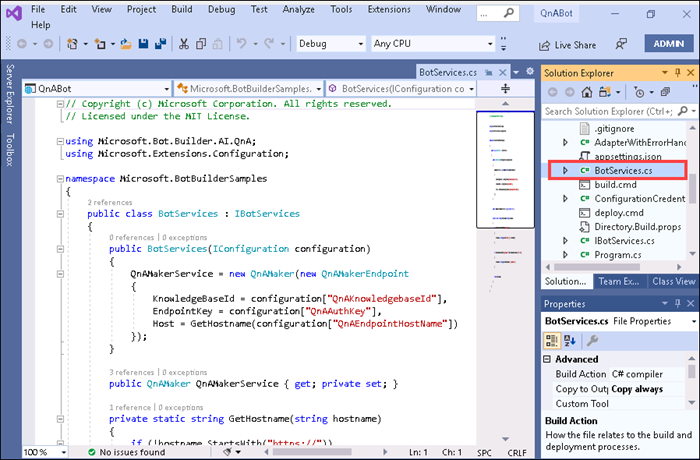 File Edit View Project Build Debug
Test Analyze Tools Extensions Window
... QnABot
Help
Debug Any CPU Live Share ADMIN
Server Explorer
Toolbox
BotServices.cs
QnABot Microsoft.BotBuilderSamples. BotServices(IConfiguration co
// Copyright (c) Microsoft Corporation. All rights reserved.
// Licensed under the MIT License.
using Microsoft.Bot.Builder.AI.QnA;
using Microsoft.Extensions.Configuration;
namespace Microsoft.BotBuilderSamples
{
2 references
public class BotServices : IBotServices
{
0 references | 0 exceptions
public BotServices(IConfiguration configuration)
{
QnAMakerService = new QnAMaker(new QnAMakerEndpoint
{
KnowledgeBaseId = configuration["QnAKnowledgebaseId"],
EndpointKey = configuration["QnAAuthKey"],
Host = GetHostname(configuration["QnAEndpointHostName"])
});
}
3 references | 0 exceptions
public QnAMaker QnAMakerService { get; private set; }
1 reference | 0 exceptions
private static string GetHostname(string hostname)
{
if (!hostname.StartsWith("https://"))
100 % No issues found Ln: 1 Ch: 1 SPC CRLF
Solution Explorer
Search Solution Explorer (Ctrl+;)
.gitignore
AdapterWithErrorHand
appsettings.json
C# BotServices.cs
build.cmd
C# ConfigurationCredent
deploy.cmd
Directory.Build.props
C# IBotServices.cs
C# Program.cs
Solution... Team Ex... Class View
Properties
BotServices.cs File Properties
Advanced
Build Action C# compiler
Copy to Outp Copy always
Custom Tool
Build Action
How the file relates to the build and
deployment processes.